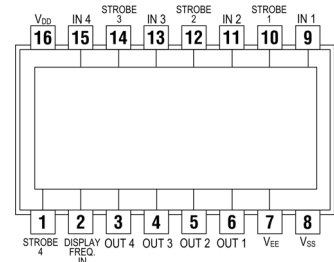 VDD IN 4 STROBE 3 IN 3 STROBE 2 IN 2 STROBE 1 IN 1
16 15 14 13 12 11 10 9
1 2 3 4 5 6 7 8
STROBE 4 DISPLAY FREQ. IN OUT 4 OUT 3 OUT 2 OUT 1 VEE VSS